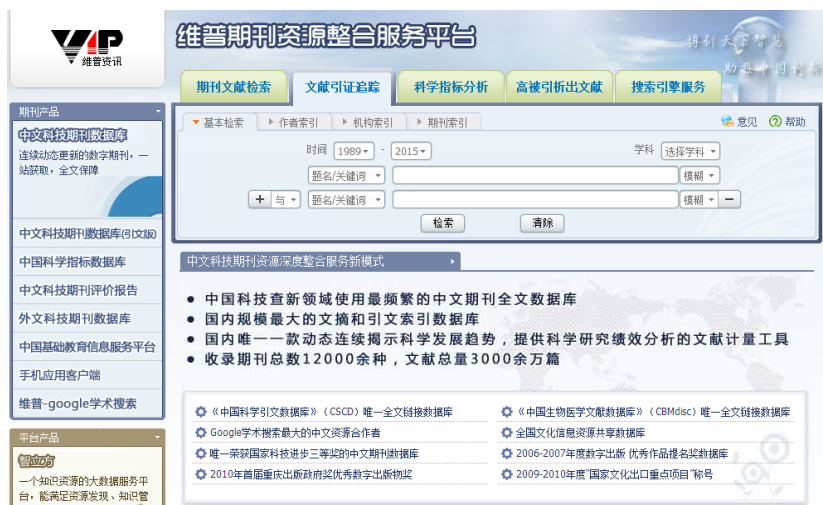 VIP
维普资讯
维普期刊资源整合服务平台
博行天下智慧
期刊文献检索
文献引证追踪
科学指标分析
高被引析出文献
搜索引擎服务
期刊产品
中文科技期刊数据库
连续动态更新的数字期刊，一
站获取，全文保障
中文科技期刊数据库(引文版)
中国科学指标数据库
中文科技期刊评价报告
外文科技期刊数据库
中国基础教育信息服务平台
手机应用客户端
维普-google学术搜索
平台产品
智立方
一个知识资源的大数据服务平
台，能满足资源发现、知识管
基本检索
作者索引
机构索引
期刊索引
意见
帮助
时间 1989 - 2015
学科 选择学科
题名/关键词 模糊
+ 与 题名/关键词 模糊 −
检索 清除
中文科技期刊资源深度整合服务新模式
● 中国科技查新领域使用最频繁的中文期刊全文数据库
● 国内规模最大的文摘和引文索引数据库
● 国内唯一一款动态连续揭示科学发展趋势，提供科学研究绩效分析的文献计量工具
● 收录期刊总数12000余种，文献总量3000余万篇
《中国科学引文数据库》（CSCD）唯一全文链接数据库
《中国生物医学文献数据库》（CBMdisc）唯一全文链接数据库
Google学术搜索最大的中文资源合作者
全国文化信息资源共享数据库
唯一荣获国家科技进步三等奖的中文期刊数据库
2006-2007年度数字出版 优秀作品提名奖数据库
2010年首届重庆出版政府奖优秀数字出版物奖
2009-2010年度"国家文化出口重点项目"称号